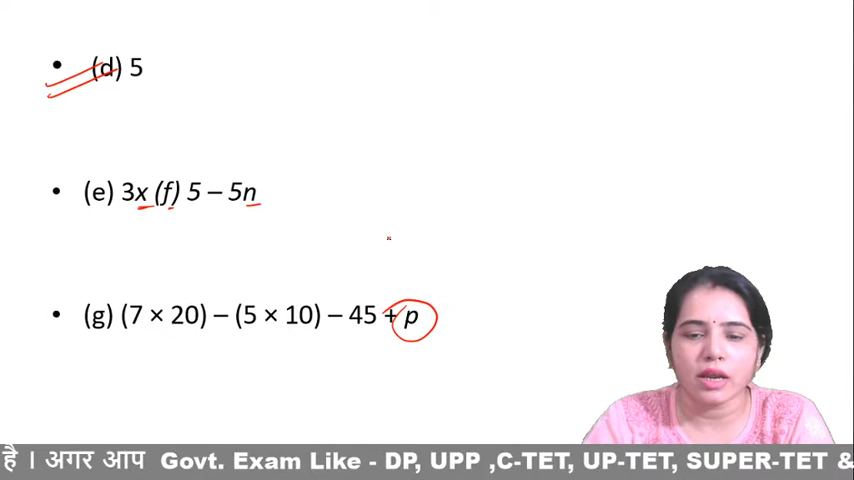 • (d) 5
• (e) 3x (f) 5 – 5n
• (g) (7 × 20) – (5 × 10) – 45 + p
है । अगर आप Govt. Exam Like - DP, UPP ,C-TET, UP-TET, SUPER-TET &